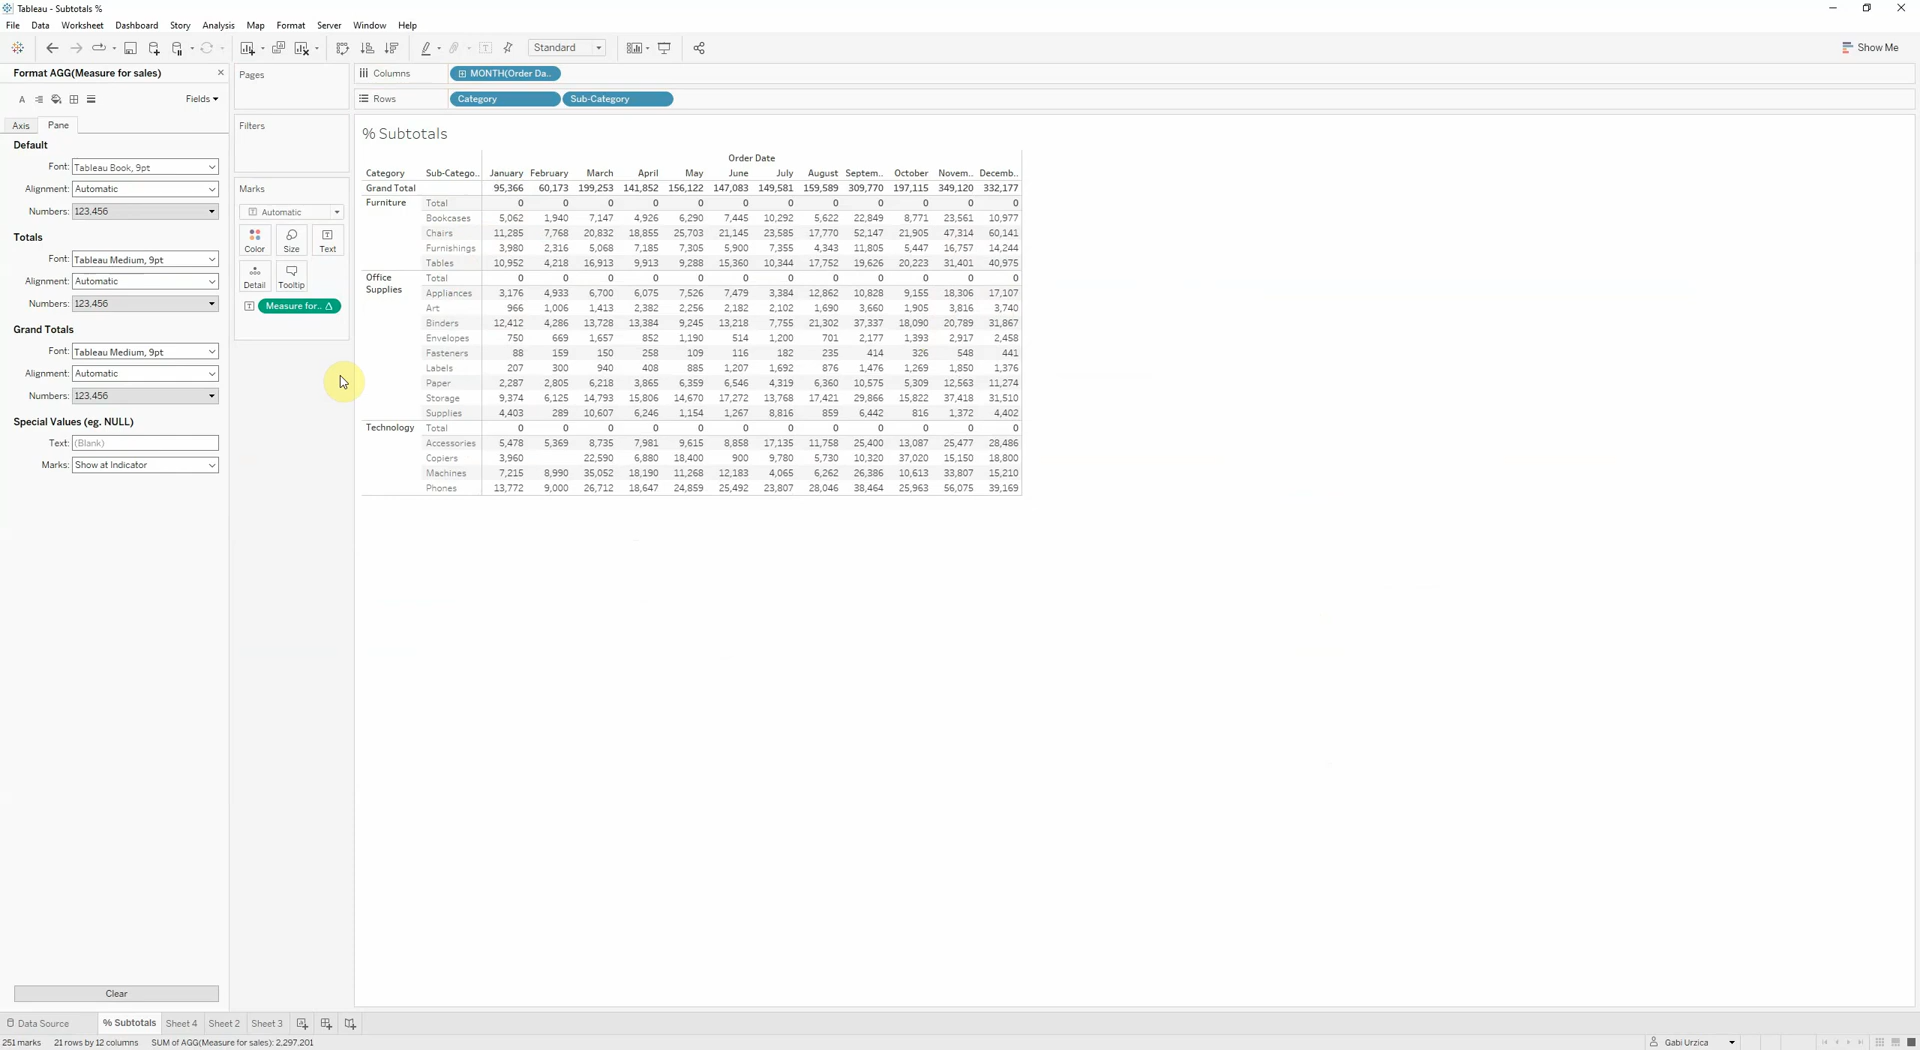 Tableau - Subtotals %
File Data Worksheet Dashboard Story Analysis Map Format Server Window Help
Standard Show Me
Format AGG(Measure for sales)
Fields
Axis Pane
Default
Font: Tableau Book, 9pt
Alignment: Automatic
Numbers: 123,456
Totals
Font: Tableau Medium, 9pt
Alignment: Automatic
Numbers: 123,456
Grand Totals
Font: Tableau Medium, 9pt
Alignment: Automatic
Numbers: 123,456
Special Values (eg. NULL)
Text: (Blank)
Marks: Show at Indicator
Clear
Pages
Filters
Marks
Automatic
Color Size Text
Detail Tooltip
Measure for.. Δ
Columns MONTH(Order Da..
Rows Category Sub-Category
% Subtotals
Order Date
Category Sub-Catego.. January February March April May June July August Septem.. October Novem.. Decemb..
Grand Total 95,366 60,173 199,253 141,852 156,122 147,083 149,581 159,589 309,770 197,115 349,120 332,177
Furniture Total 0 0 0 0 0 0 0 0 0 0 0 0
Bookcases 5,062 1,940 7,147 4,926 6,290 7,445 10,292 5,622 22,849 8,771 23,561 10,977
Chairs 11,285 7,768 20,832 18,855 25,703 21,145 23,585 17,770 52,147 21,905 47,314 60,141
Furnishings 3,980 2,316 5,068 7,185 7,305 5,900 7,355 4,343 11,805 5,447 16,757 14,244
Tables 10,952 4,218 16,913 9,913 9,288 15,360 10,344 17,752 19,626 20,223 31,401 40,975
Office Supplies Total 0 0 0 0 0 0 0 0 0 0 0 0
Appliances 3,176 4,933 6,700 6,075 7,526 7,479 3,384 12,862 10,828 9,155 18,306 17,107
Art 966 1,006 1,413 2,382 2,256 2,182 2,102 1,690 3,660 1,905 3,816 3,740
Binders 12,412 4,286 13,728 13,384 9,245 13,218 7,755 21,302 37,337 18,090 20,789 31,867
Envelopes 750 669 1,657 852 1,190 514 1,200 701 2,177 1,393 2,917 2,458
Fasteners 88 159 150 258 109 116 182 235 414 326 548 441
Labels 207 300 940 408 885 1,207 1,692 876 1,476 1,269 1,850 1,376
Paper 2,287 2,805 6,218 3,865 6,359 6,546 4,319 6,360 10,575 5,309 12,563 11,274
Storage 9,374 6,125 14,793 15,806 14,670 17,272 13,768 17,421 29,866 15,822 37,418 31,510
Supplies 4,403 289 10,607 6,246 1,154 1,267 8,816 859 6,442 816 1,372 4,402
Technology Total 0 0 0 0 0 0 0 0 0 0 0 0
Accessories 5,478 5,369 8,735 7,981 9,615 8,858 17,135 11,758 25,400 13,087 25,477 28,486
Copiers 3,960 22,590 6,880 18,400 900 9,780 5,730 10,320 37,020 15,150 18,800
Machines 7,215 8,990 35,052 18,190 11,268 12,183 4,065 6,262 26,386 10,613 33,807 15,210
Phones 13,772 9,000 26,712 18,647 24,859 25,492 23,807 28,046 38,464 25,963 56,075 39,169
Data Source % Subtotals Sheet 4 Sheet 2 Sheet 3
251 marks 21 rows by 12 columns SUM of AGG(Measure for sales): 2,297,201 Gabi Urzica